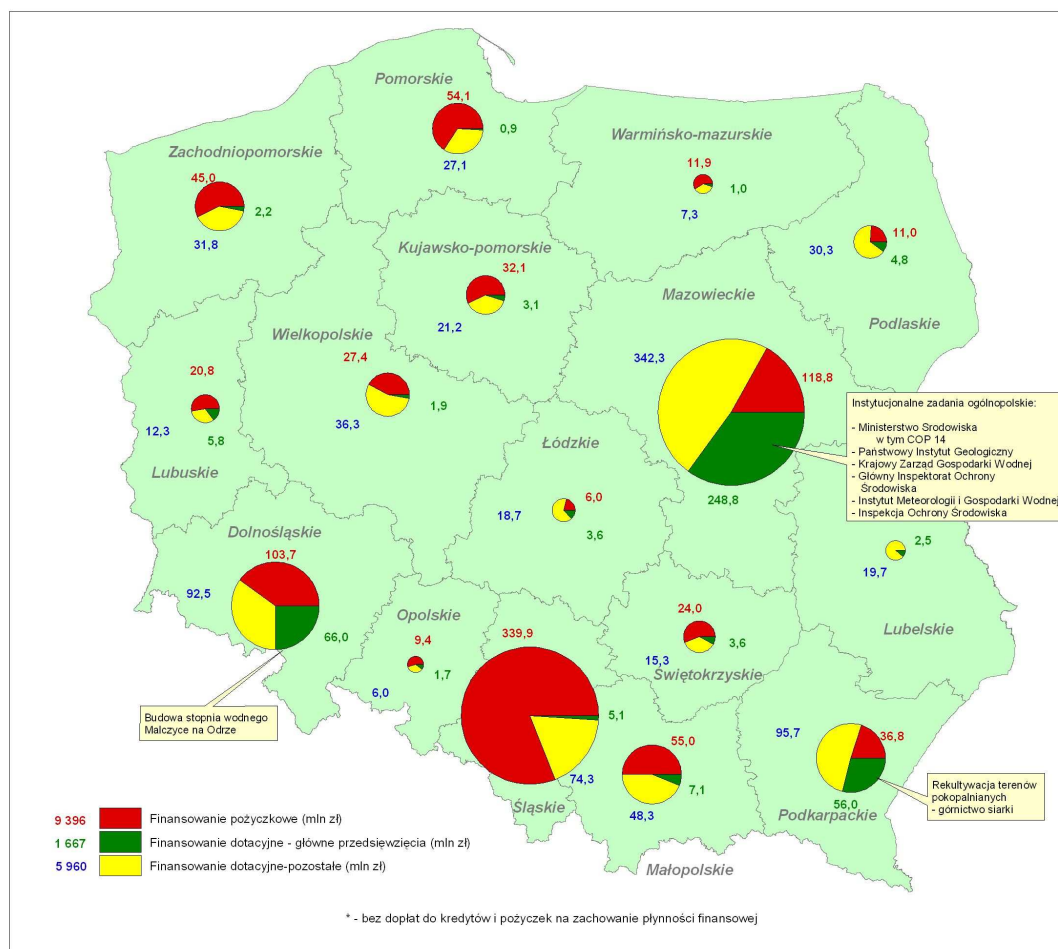 Pomorskie
54,1
0,9
27,1
Warmińsko-mazurskie
11,9
1,0
7,3
Zachodniopomorskie
45,0
2,2
31,8
Kujawsko-pomorskie
32,1
3,1
21,2
11,0
30,3
4,8
Podlaskie
Mazowieckie
342,3
118,8
248,8
Instytucjonalne zadania ogólnopolskie:
- Ministerstwo Środowiska
w tym COP 14
- Państwowy Instytut Geologiczny
- Krajowy Zarząd Gospodarki Wodnej
- Główny Inspektorat Ochrony
Środowiska
- Instytut Meteorologii i Gospodarki Wodnej
- Inspekcja Ochrony Środowiska
Wielkopolskie
27,4
1,9
36,3
20,8
12,3
5,8
Lubuskie
Łódzkie
6,0
18,7
3,6
2,5
19,7
Lubelskie
Dolnośląskie
103,7
92,5
66,0
Budowa stopnia wodnego
Malczyce na Odrze
Opolskie
9,4
1,7
6,0
339,9
5,1
74,3
Śląskie
24,0
3,6
15,3
Świętokrzyskie
55,0
7,1
48,3
Małopolskie
95,7
36,8
56,0
Podkarpackie
Rekultywacja terenów
pokopalnianych
- górnictwo siarki
9 396 Finansowanie pożyczkowe (mln zł)
1 667 Finansowanie dotacyjne - główne przedsięwzięcia (mln zł)
5 960 Finansowanie dotacyjne-pozostałe (mln zł)
* - bez dopłat do kredytów i pożyczek na zachowanie płynności finansowej